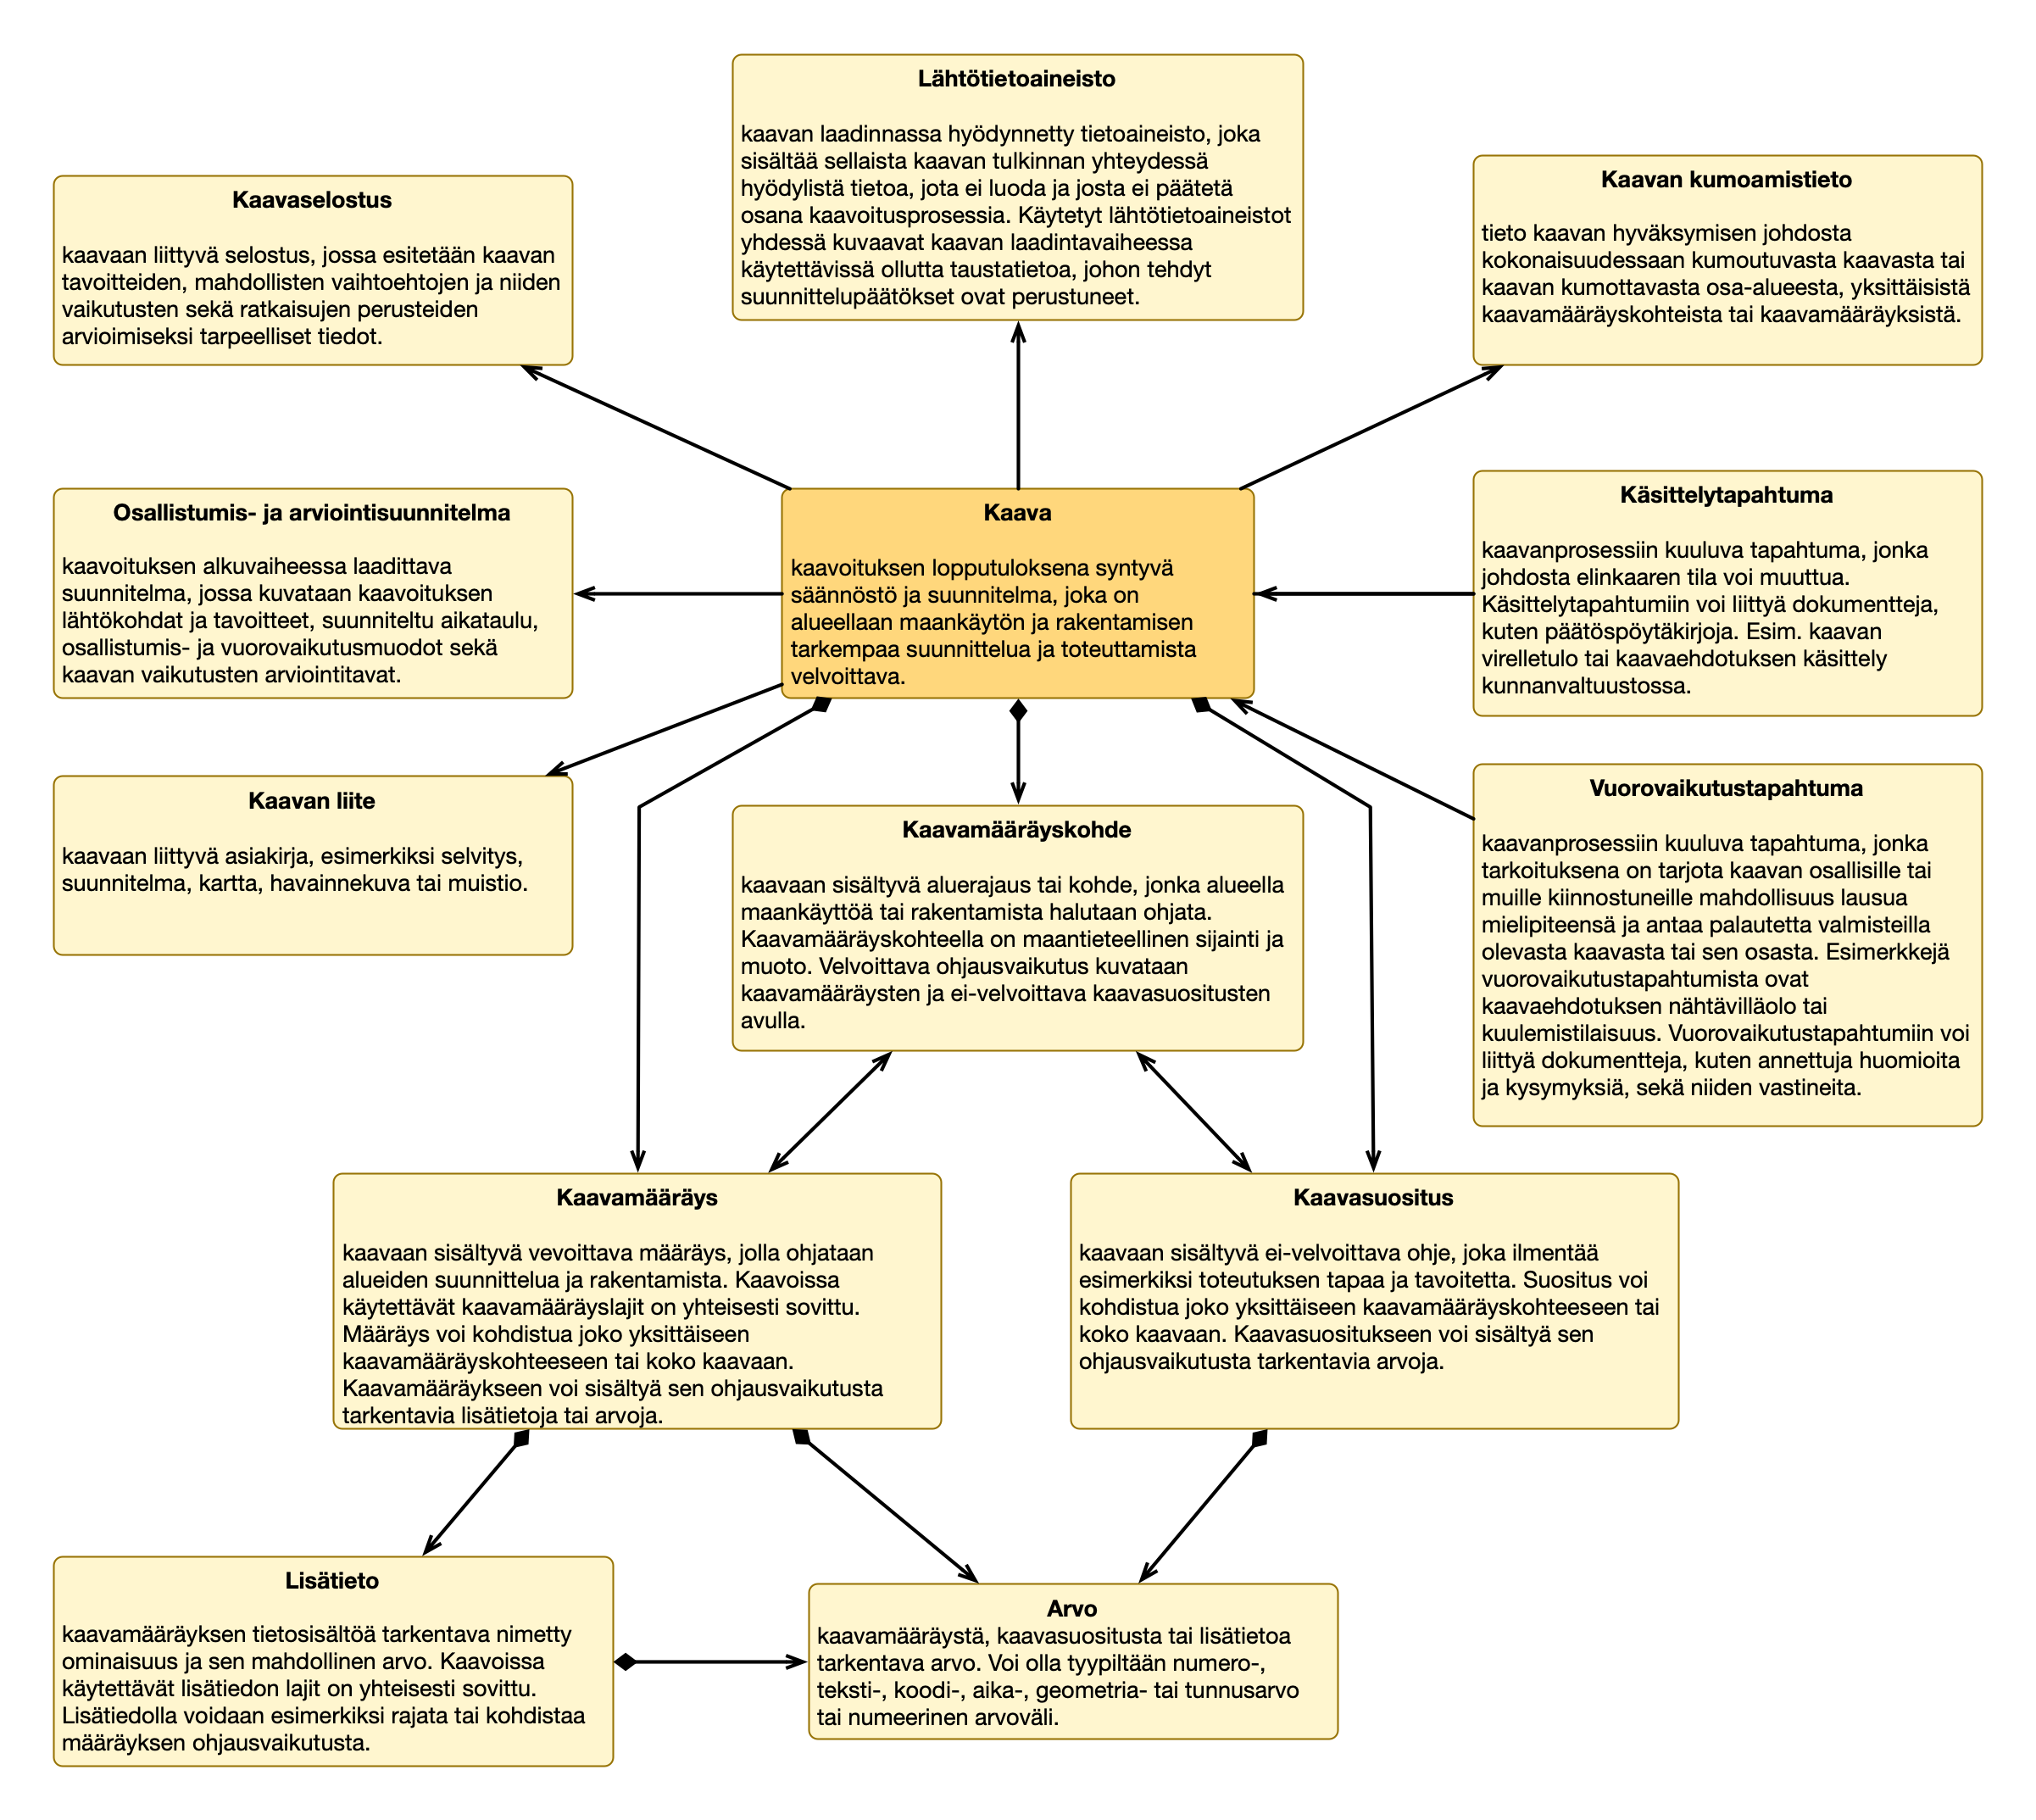 Lähtötietoaineisto
kaavan laadinnassa hyödynnetty tietoaineisto, joka
sisältää sellaista kaavan tulkinnan yhteydessä
hyödylistä tietoa, jota ei luoda ja josta ei päätetä
osana kaavoitusprosessia. Käytetyt lähtötietoaineistot
yhdessä kuvaavat kaavan laadintavaiheessa
käytettävissä ollutta taustatietoa, johon tehdyt
suunnittelupäätökset ovat perustuneet.
Kaavaselostus
kaavaan liittyvä selostus, jossa esitetään kaavan
tavoitteiden, mahdollisten vaihtoehtojen ja niiden
vaikutusten sekä ratkaisujen perusteiden
arvioimiseksi tarpeelliset tiedot.
Kaavan kumoamistieto
tieto kaavan hyväksymisen johdosta
kokonaisuudessaan kumoutuvasta kaavasta tai
kaavan kumottavasta osa-alueesta, yksittäisistä
kaavamääräyskohteista tai kaavamääräyksistä.
Osallistumis- ja arviointisuunnitelma
kaavoituksen alkuvaiheessa laadittava
suunnitelma, jossa kuvataan kaavoituksen
lähtökohdat ja tavoitteet, suunniteltu aikataulu,
osallistumis- ja vuorovaikutusmuodot sekä
kaavan vaikutusten arviointitavat.
Kaava
kaavoituksen lopputuloksena syntyvä
säännöstö ja suunnitelma, joka on
alueellaan maankäytön ja rakentamisen
tarkempaa suunnittelua ja toteuttamista
velvoittava.
Käsittelytapahtuma
kaavanprosessiin kuuluva tapahtuma, jonka
johdosta elinkaaren tila voi muuttua.
Käsittelytapahtumiin voi liittyä dokumentteja,
kuten päätöspöytäkirjoja. Esim. kaavan
virelletulo tai kaavaehdotuksen käsittely
kunnanvaltuustossa.
Kaavan liite
kaavaan liittyvä asiakirja, esimerkiksi selvitys,
suunnitelma, kartta, havainnekuva tai muistio.
Kaavamääräyskohde
kaavaan sisältyvä aluerajaus tai kohde, jonka alueella
maankäyttöä tai rakentamista halutaan ohjata.
Kaavamääräyskohteella on maantieteellinen sijainti ja
muoto. Velvoittava ohjausvaikutus kuvataan
kaavamääräysten ja ei-velvoittava kaavasuositusten
avulla.
Vuorovaikutustapahtuma
kaavanprosessiin kuuluva tapahtuma, jonka
tarkoituksena on tarjota kaavan osallisille tai
muille kiinnostuneille mahdollisuus lausua
mielipiteensä ja antaa palautetta valmisteilla
olevasta kaavasta tai sen osasta. Esimerkkejä
vuorovaikutustapahtumista ovat
kaavaehdotuksen nähtävilläolo tai
kuulemistilaisuus. Vuorovaikutustapahtumiin voi
liittyä dokumentteja, kuten annettuja huomioita
ja kysymyksiä, sekä niiden vastineita.
Kaavamääräys
kaavaan sisältyvä vevoittava määräys, jolla ohjataan
alueiden suunnittelua ja rakentamista. Kaavoissa
käytettävät kaavamääräyslajit on yhteisesti sovittu.
Määräys voi kohdistua joko yksittäiseen
kaavamääräyskohteeseen tai koko kaavaan.
Kaavamääräykseen voi sisältyä sen ohjausvaikutusta
tarkentavia lisätietoja tai arvoja.
Kaavasuositus
kaavaan sisältyvä ei-velvoittava ohje, joka ilmentää
esimerkiksi toteutuksen tapaa ja tavoitetta. Suositus voi
kohdistua joko yksittäiseen kaavamääräyskohteeseen tai
koko kaavaan. Kaavasuositukseen voi sisältyä sen
ohjausvaikutusta tarkentavia arvoja.
Lisätieto
kaavamääräyksen tietosisältöä tarkentava nimetty
ominaisuus ja sen mahdollinen arvo. Kaavoissa
käytettävät lisätiedon lajit on yhteisesti sovittu.
Lisätiedolla voidaan esimerkiksi rajata tai kohdistaa
määräyksen ohjausvaikutusta.
Arvo
kaavamääräystä, kaavasuositusta tai lisätietoa
tarkentava arvo. Voi olla tyypiltään numero-,
teksti-, koodi-, aika-, geometria- tai tunnusarvo
tai numeerinen arvoväli.